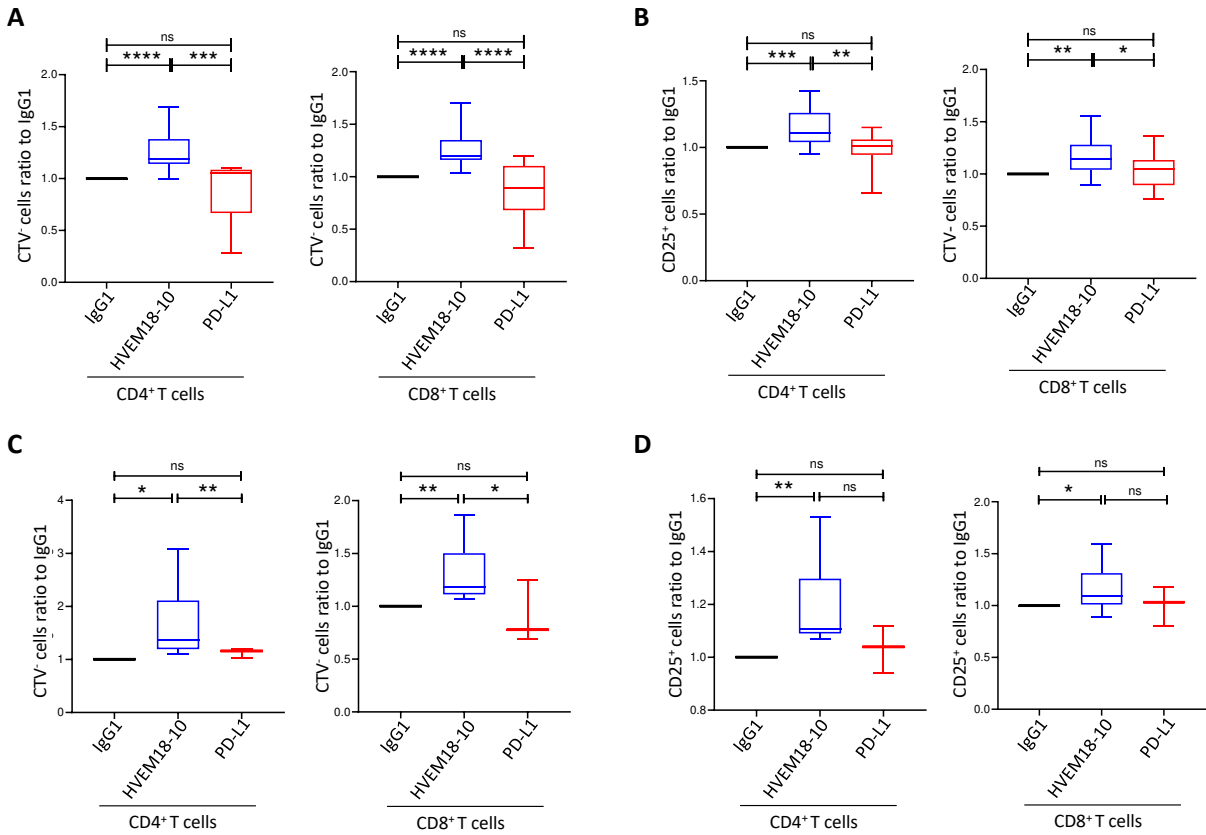 A
ns
**** ***
CTV⁻ cells ratio to IgG1
2.0
1.5
1.0
0.5
0.0
IgG1
HVEM18-10
PD-L1
CD4⁺ T cells
ns
**** ****
CTV⁻ cells ratio to IgG1
2.0
1.5
1.0
0.5
0.0
IgG1
HVEM18-10
PD-L1
CD8⁺ T cells
B
ns
*** **
CD25⁺ cells ratio to IgG1
1.5
1.0
0.5
IgG1
HVEM18-10
PD-L1
CD4⁺ T cells
ns
** *
CTV- cells ratio to IgG1
2.0
1.5
1.0
0.5
0.0
IgG1
HVEM18-10
PD-L1
CD8⁺ T cells
C
ns
* **
CTV⁻ cells ratio to IgG1
4
3
2
1
0
IgG1
HVEM18-10
PD-L1
CD4⁺ T cells
ns
** *
CTV⁻ cells ratio to IgG1
2.0
1.5
1.0
0.5
0.0
IgG1
HVEM18-10
PD-L1
CD8⁺ T cells
D
ns
** ns
CD25⁺ cells ratio to IgG1
1.6
1.4
1.2
1.0
0.8
IgG1
HVEM18-10
PD-L1
CD4⁺ T cells
ns
* ns
CD25⁺ cells ratio to IgG1
2.0
1.5
1.0
0.5
0.0
IgG1
HVEM18-10
PD-L1
CD8⁺ T cells